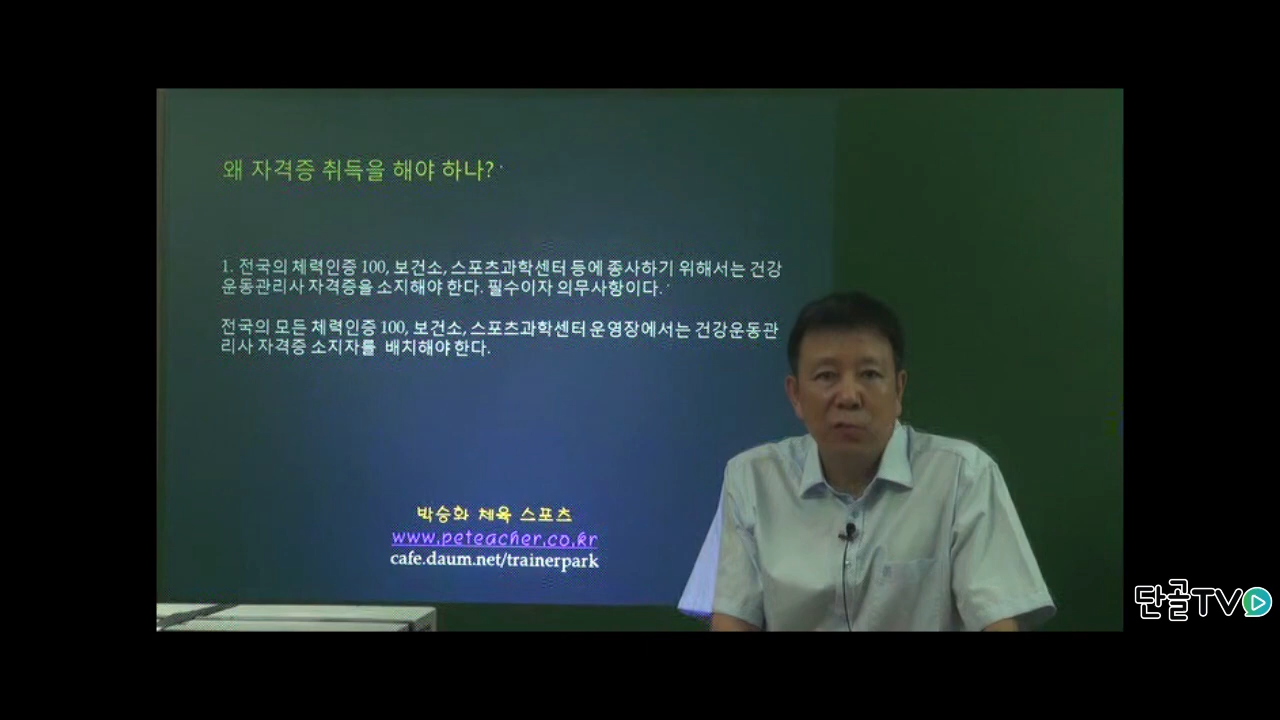 왜 자격증 취득을 해야 하나?
1. 전국의 체력인증 100, 보건소, 스포츠과학센터 등에 종사하기 위해서는 건강
운동관리사 자격증을 소지해야 한다. 필수이자 의무사항이다.
전국의 모든 체력인증 100, 보건소, 스포츠과학센터 운영장에서는 건강운동관
리사 자격증 소지자를 배치해야 한다.
박승화 체육 스포츠
www.peteacher.co.kr
cafe.daum.net/trainerpark
단골TV